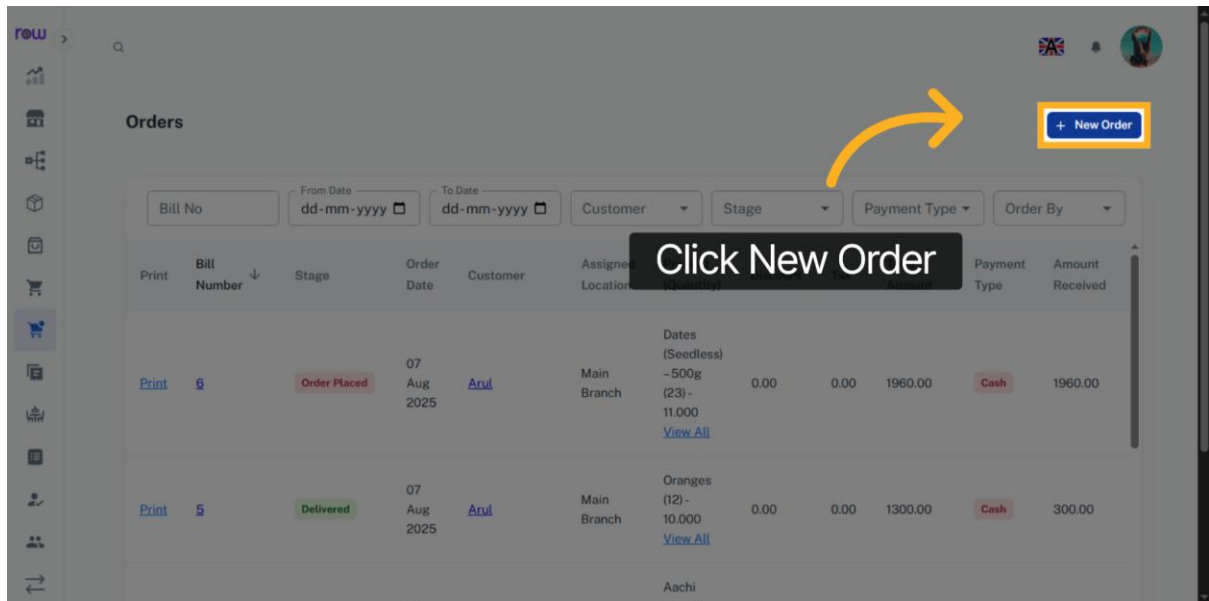 row
Orders
+ New Order
Bill No
From Date
dd-mm-yyyy
To Date
dd-mm-yyyy
Customer
Stage
Payment Type
Order By
Click New Order
Print
Bill
Number
Stage
Order
Date
Customer
Assigned
Location
(Quantity)
Amount
Payment
Type
Amount
Received
Print
6
Order Placed
07
Aug
2025
Arul
Main
Branch
Dates
(Seedless)
-500g
(23) -
11.000
View All
0.00
0.00
1960.00
Cash
1960.00
Print
5
Delivered
07
Aug
2025
Arul
Main
Branch
Oranges
(12) -
10.000
View All
0.00
0.00
1300.00
Cash
300.00
Aachi